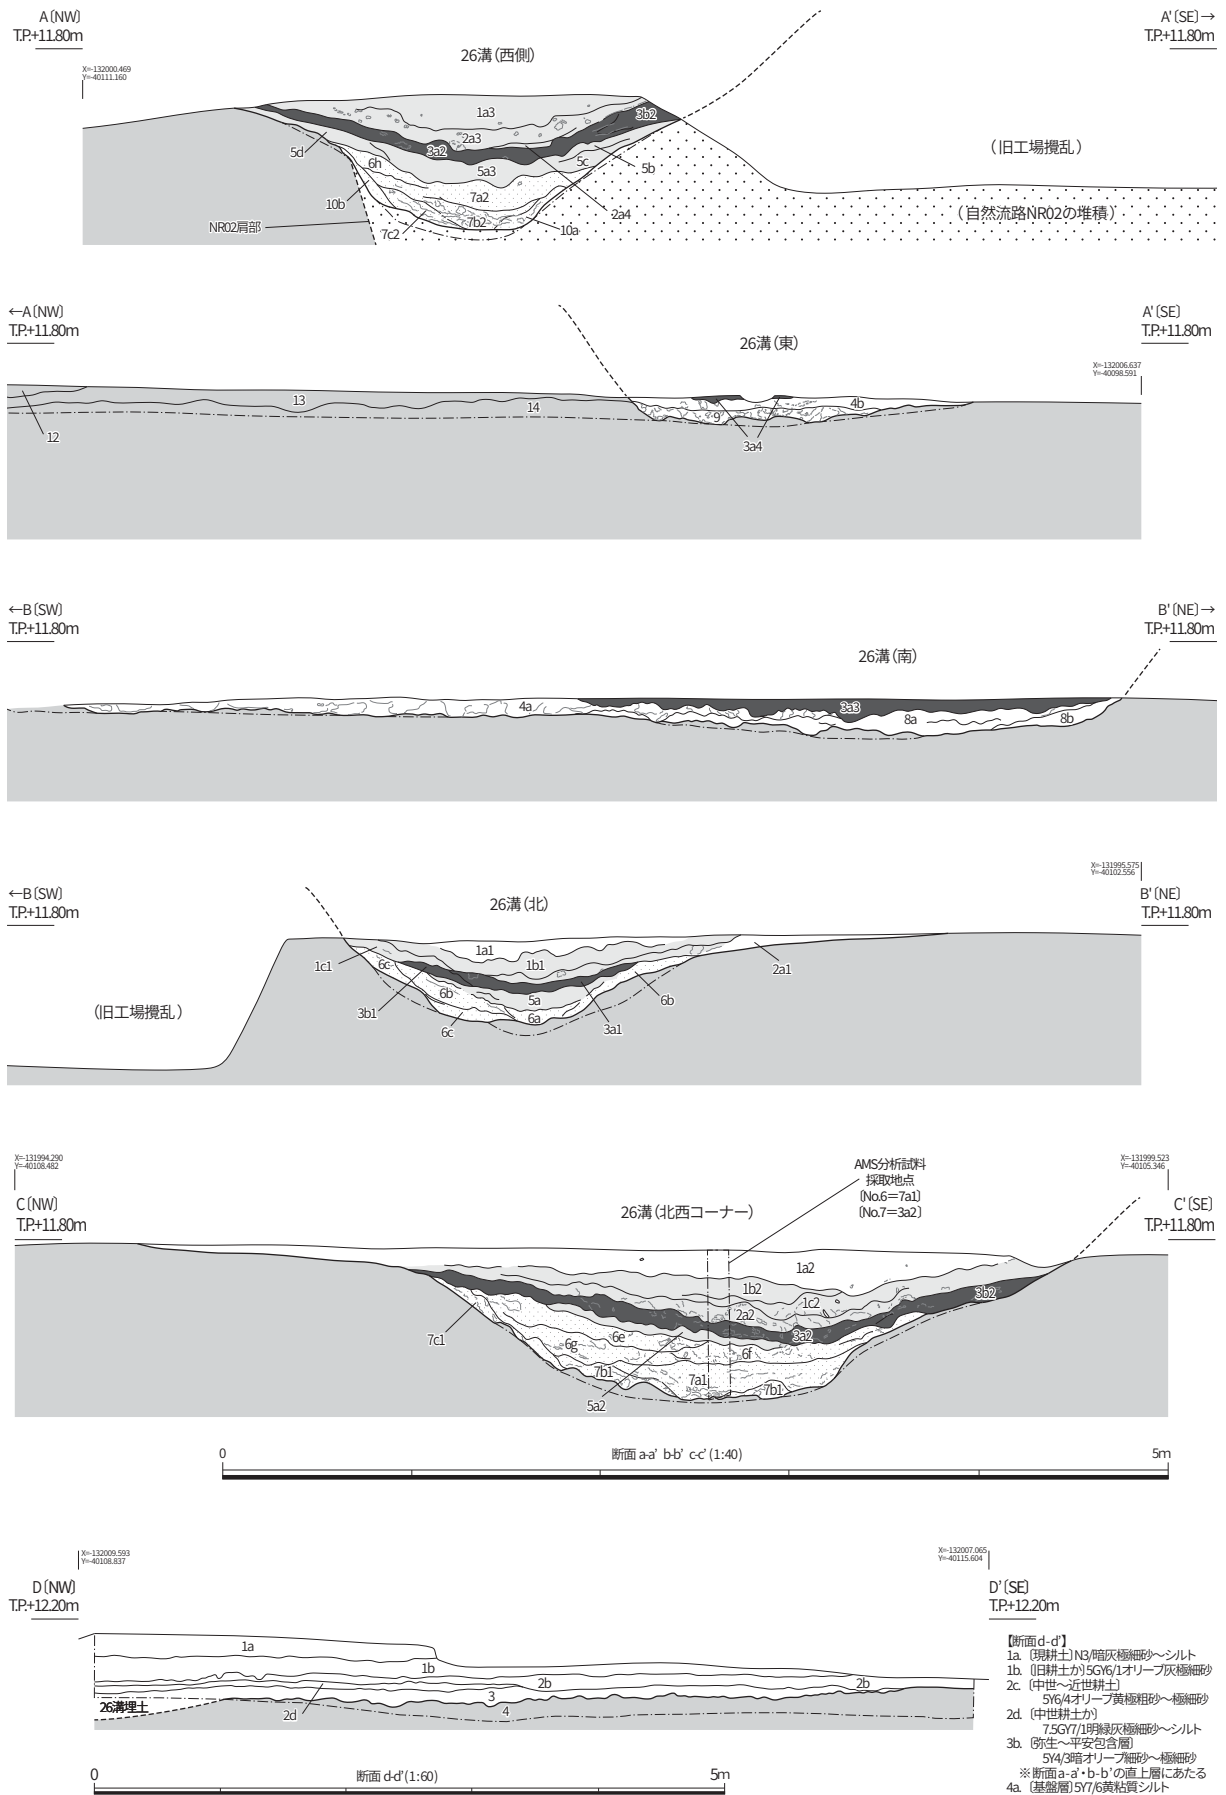 A〔NW〕
T.P.+11.80m
X=-132000.469
Y=-40111.160
26溝（西側）
A'〔SE〕→
T.P.+11.80m
1a3
3b2
2a3
3a2
5d
6h
5a3
5c
5b
（旧工場攪乱）
10b
7a2
2a4
（自然流路NR02の堆積）
NR02肩部
7c2
7b2
10a
←A〔NW〕
T.P.+11.80m
26溝（東）
A'〔SE〕
T.P.+11.80m
X=-132006.637
Y=-40098.591
13
14
9
4b
12
3a4
←B〔SW〕
T.P.+11.80m
B'〔NE〕→
T.P.+11.80m
26溝（南）
4a
3a3
8a
8b
X=-131995.575
Y=-40102.556
←B〔SW〕
T.P.+11.80m
26溝（北）
B'〔NE〕
T.P.+11.80m
1a1
1c1
6c
1b1
2a1
6b
5a
6b
（旧工場攪乱）
3b1
6c
6a
3a1
X=-131994.290
Y=-40108.482
AMS分析試料
採取地点
〔No.6＝7a1〕
〔No.7＝3a2〕
X=-131999.523
Y=-40105.346
C〔NW〕
T.P.+11.80m
26溝（北西コーナー）
C'〔SE〕
T.P.+11.80m
1a2
1b2
1c2
3b2
2a2
3a2
7c1
6g
6e
6f
7b1
7a1
7b1
5a2
0
断面 a-a’ b-b’ c-c’（1：40）
5m
X=-132009.593
Y=-40108.837
X=-132007.065
Y=-40115.604
D〔NW〕
T.P.+12.20m
D’〔SE〕
T.P.+12.20m
1a
1b
2b
2b
3
4
2d
26溝埋土
【断面d-d’】
1a.〔現耕土〕N3/暗灰極細砂～シルト
1b.〔旧耕土か〕5GY6/1オリーブ灰極細砂
2c.〔中世～近世耕土〕
5Y6/4オリーブ黄極粗砂～極細砂
2d.〔中世耕土か〕
7.5GY7/1明緑灰極細砂～シルト
3b.〔弥生～平安包含層〕
5Y4/3暗オリーブ細砂～極細砂
※断面a-a’・b-b’の直上層にあたる
4a.〔基盤層〕5Y7/6黄粘質シルト
0
断面 d-d’（1：60）
5m